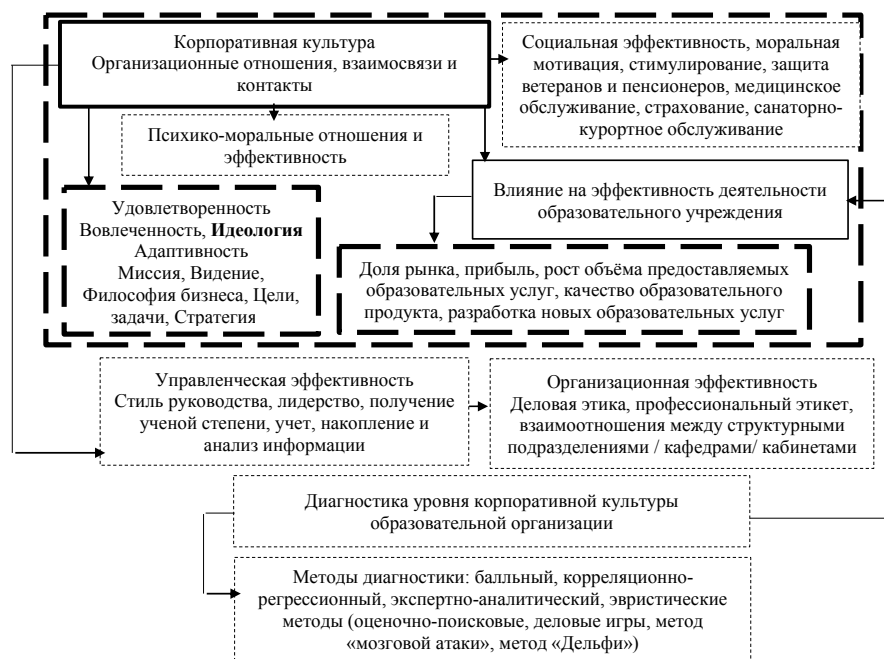 Корпоративная культура
Организационные отношения, взаимосвязи и
контакты
Социальная эффективность, моральная
мотивация, стимулирование, защита
ветеранов и пенсионеров, медицинское
обслуживание, страхование, санаторно-
курортное обслуживание
Психико-моральные отношения и
эффективность
Влияние на эффективность деятельности
образовательного учреждения
Удовлетворенность
Вовлеченность, Идеология
Адаптивность
Миссия, Видение,
Философия бизнеса, Цели,
задачи, Стратегия
Доля рынка, прибыль, рост объёма предоставляемых
образовательных услуг, качество образовательного
продукта, разработка новых образовательных услуг
Управленческая эффективность
Стиль руководства, лидерство, получение
ученой степени, учет, накопление и
анализ информации
Организационная эффективность
Деловая этика, профессиональный этикет,
взаимоотношения между структурными
подразделениями / кафедрами/ кабинетами
Диагностика уровня корпоративной культуры
образовательной организации
Методы диагностики: балльный, корреляционно-
регрессионный, экспертно-аналитический, эвристические
методы (оценочно-поисковые, деловые игры, метод
«мозговой атаки», метод «Дельфи»)